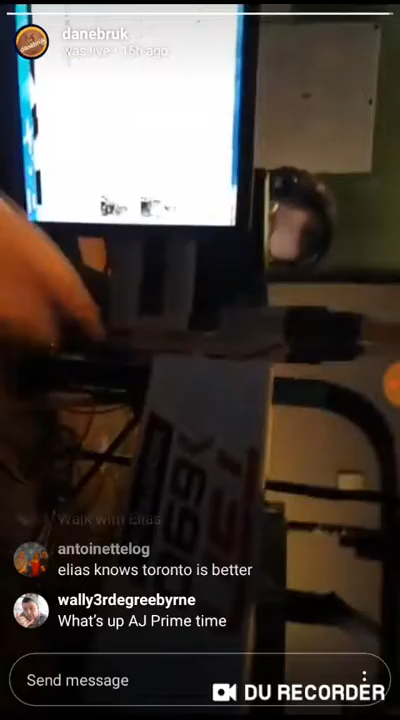 danebruk
was live • 15h ago
Walk with Elias
antoinettelog
elias knows toronto is better
wally3rdegreebyrne
What's up AJ Prime time
Send message
DU RECORDER